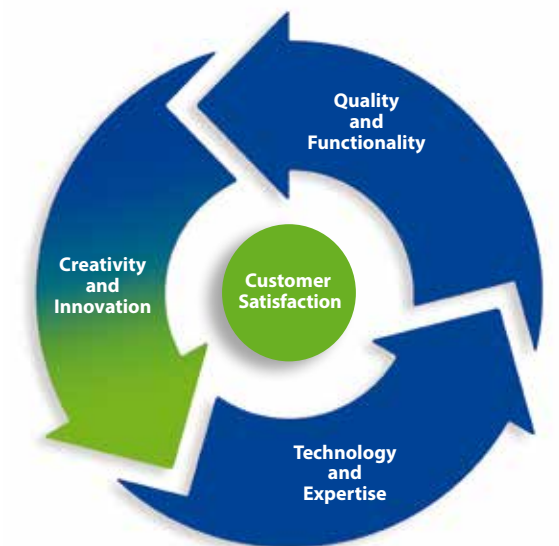 Quality
and
Functionality
Creativity
and
Innovation
Customer
Satisfaction
Technology
and
Expertise